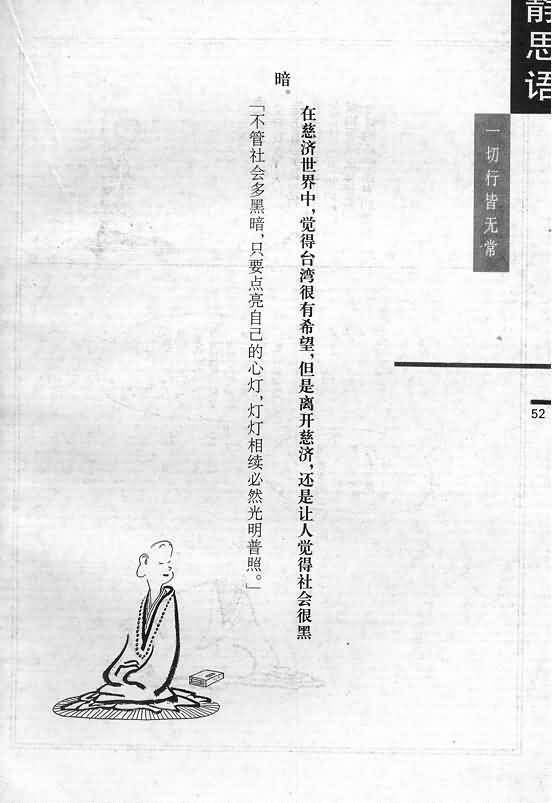 静思语
一切行皆无常
52
在慈济世界中，觉得台湾很有希望，但是离开慈济，还是让人觉得社会很黑
暗。
「不管社会多黑暗，只要点亮自己的心灯，灯灯相续必然光明普照。」